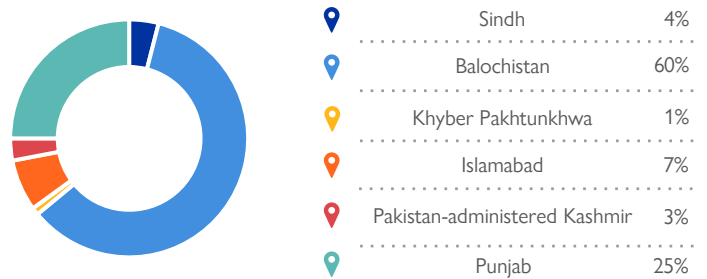 Sindh 4%
Balochistan 60%
Khyber Pakhtunkhwa 1%
Islamabad 7%
Pakistan-administered Kashmir 3%
Punjab 25%